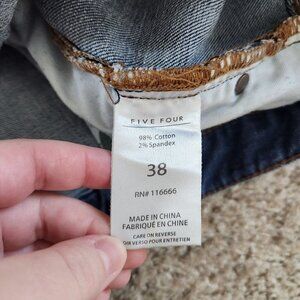 FIVE FOUR
98% Cotton
2% Spandex
38
RN# 116666
MADE IN CHINA
FABRIQUÉ EN CHINE
CARE ON REVERSE
VOIR VERSO POUR ENTRETIEN